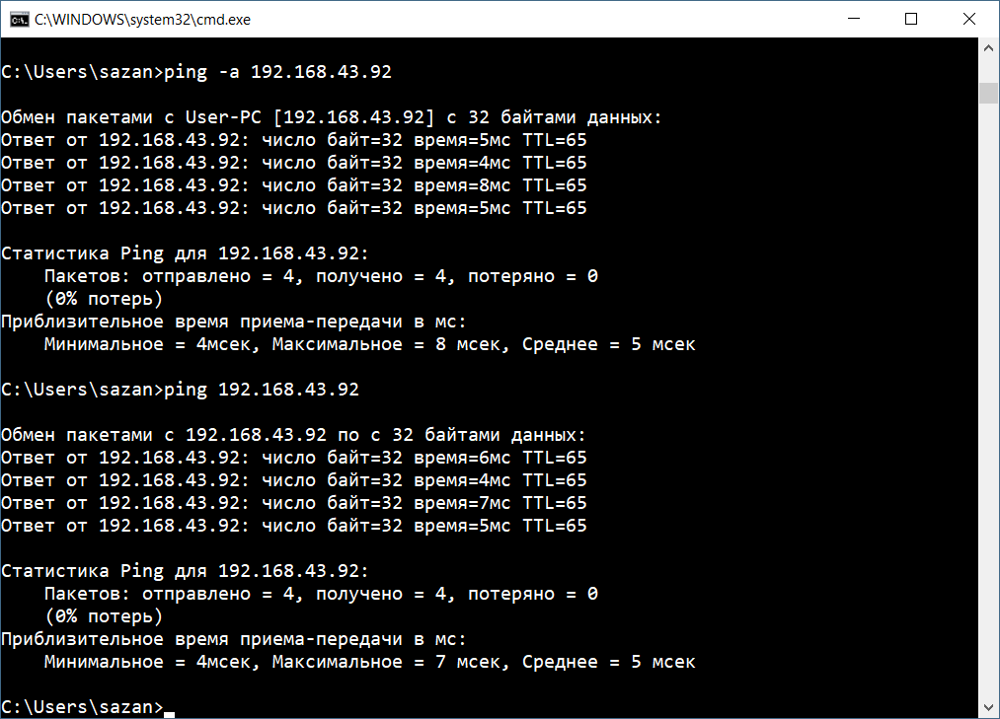 C:\WINDOWS\system32\cmd.exe
C:\Users\sazan>ping -a 192.168.43.92
Обмен пакетами с User-PC [192.168.43.92] с 32 байтами данных:
Ответ от 192.168.43.92: число байт=32 время=5мс TTL=65
Ответ от 192.168.43.92: число байт=32 время=4мс TTL=65
Ответ от 192.168.43.92: число байт=32 время=8мс TTL=65
Ответ от 192.168.43.92: число байт=32 время=5мс TTL=65
Статистика Ping для 192.168.43.92:
Пакетов: отправлено = 4, получено = 4, потеряно = 0
(0% потерь)
Приблизительное время приема-передачи в мс:
Минимальное = 4мсек, Максимальное = 8 мсек, Среднее = 5 мсек
C:\Users\sazan>ping 192.168.43.92
Обмен пакетами с 192.168.43.92 по с 32 байтами данных:
Ответ от 192.168.43.92: число байт=32 время=6мс TTL=65
Ответ от 192.168.43.92: число байт=32 время=4мс TTL=65
Ответ от 192.168.43.92: число байт=32 время=7мс TTL=65
Ответ от 192.168.43.92: число байт=32 время=5мс TTL=65
Статистика Ping для 192.168.43.92:
Пакетов: отправлено = 4, получено = 4, потеряно = 0
(0% потерь)
Приблизительное время приема-передачи в мс:
Минимальное = 4мсек, Максимальное = 7 мсек, Среднее = 5 мсек
C:\Users\sazan>